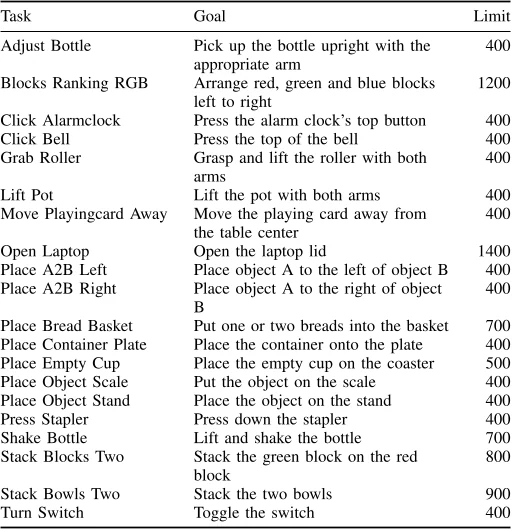 Task Goal Limit
Adjust Bottle Pick up the bottle upright with the 400
appropriate arm
Blocks Ranking RGB Arrange red, green and blue blocks 1200
left to right
Click Alarmclock Press the alarm clock's top button 400
Click Bell Press the top of the bell 400
Grab Roller Grasp and lift the roller with both 400
arms
Lift Pot Lift the pot with both arms 400
Move Playingcard Away Move the playing card away from 400
the table center
Open Laptop Open the laptop lid 1400
Place A2B Left Place object A to the left of object B 400
Place A2B Right Place object A to the right of object 400
B
Place Bread Basket Put one or two breads into the basket 700
Place Container Plate Place the container onto the plate 400
Place Empty Cup Place the empty cup on the coaster 500
Place Object Scale Put the object on the scale 400
Place Object Stand Place the object on the stand 400
Press Stapler Press down the stapler 400
Shake Bottle Lift and shake the bottle 700
Stack Blocks Two Stack the green block on the red 800
block
Stack Bowls Two Stack the two bowls 900
Turn Switch Toggle the switch 400